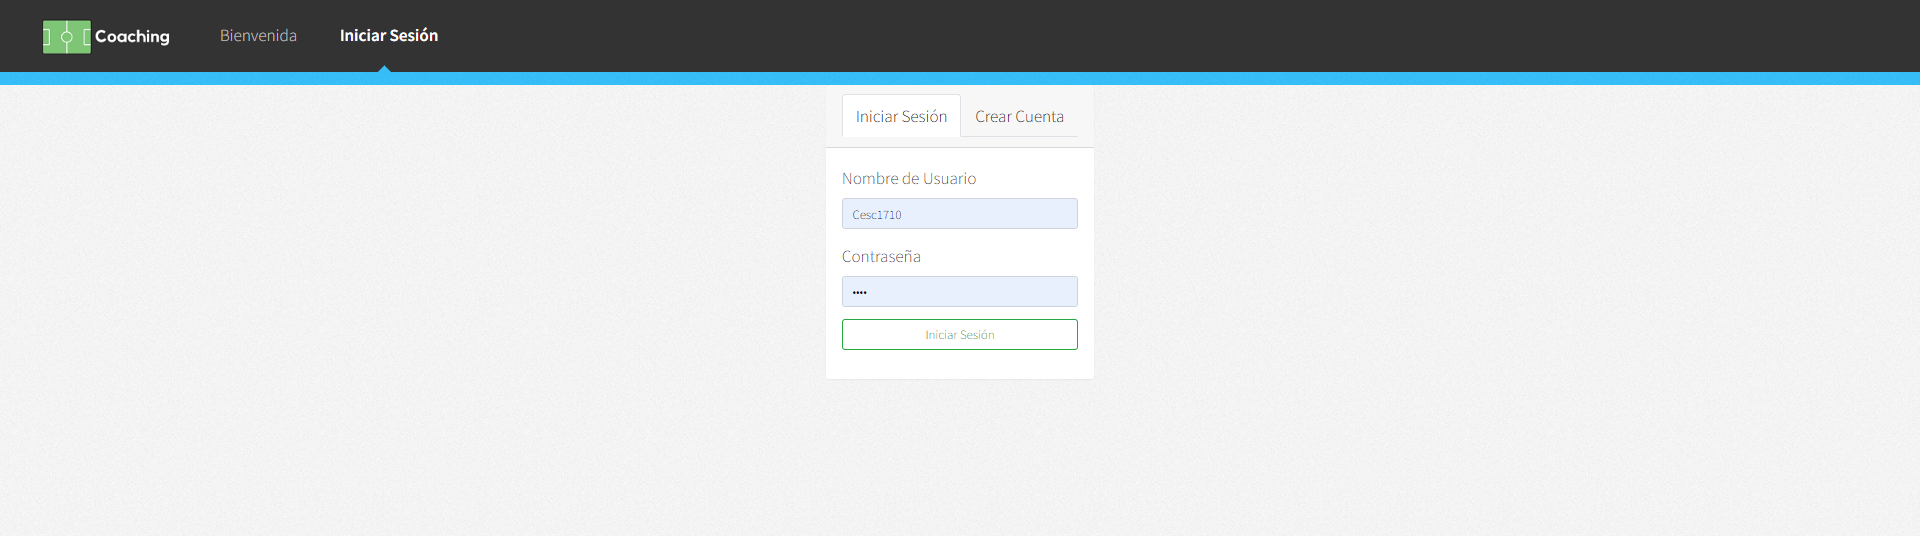 Coaching Bienvenida Iniciar Sesión
Iniciar Sesión Crear Cuenta
Nombre de Usuario
Cesc1710
Contraseña
••••
Iniciar Sesión